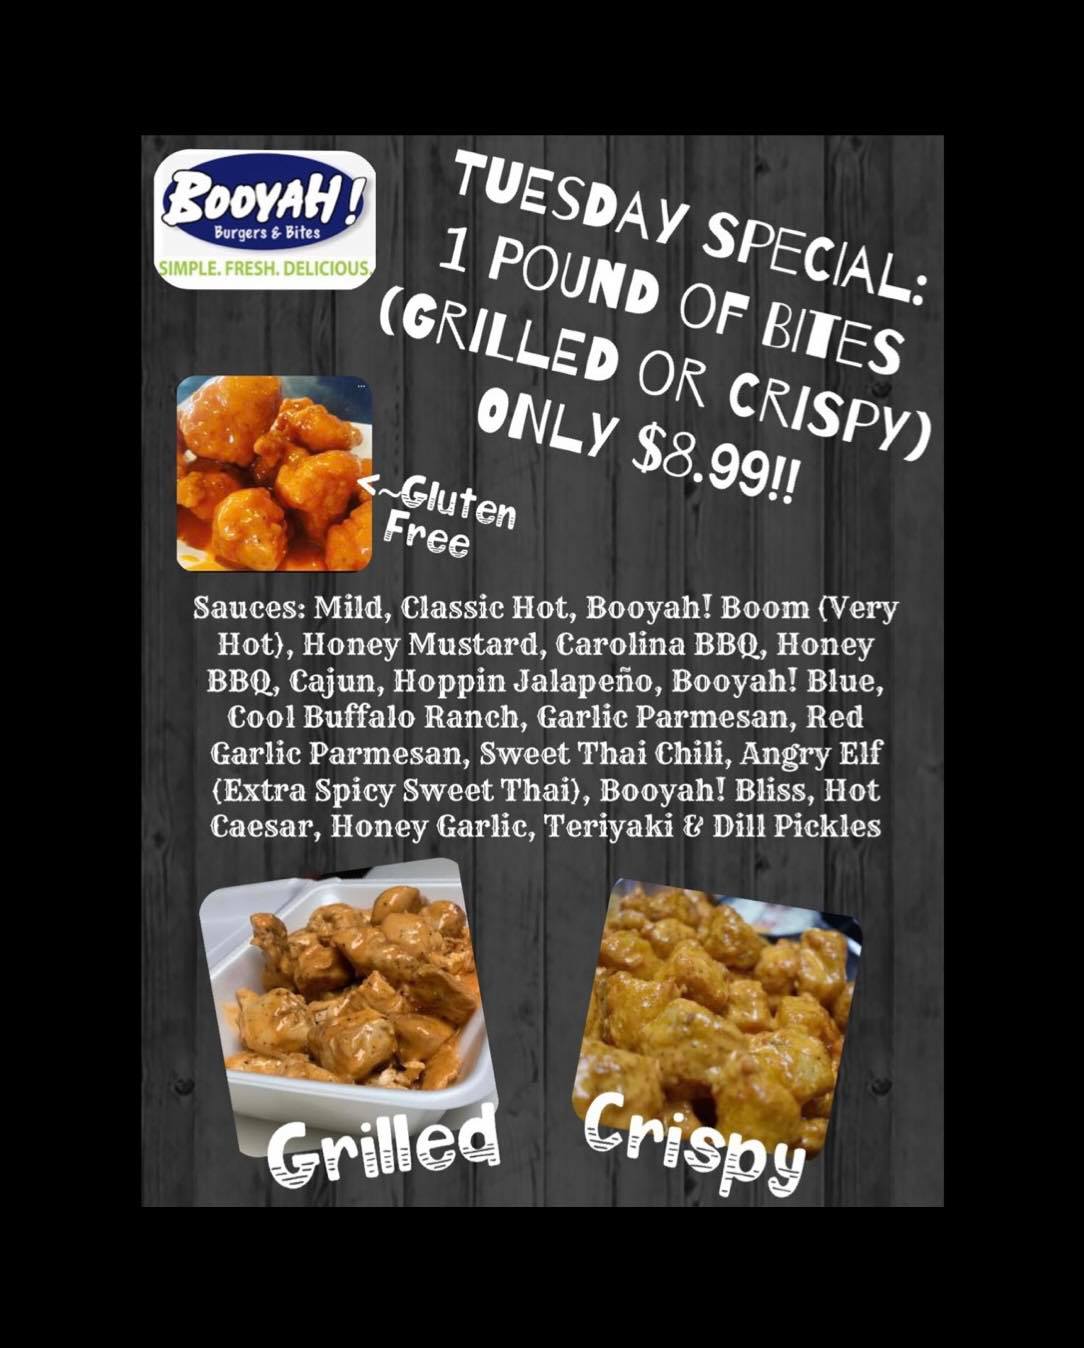 BOOYAH!
Burgers & Bites
SIMPLE. FRESH. DELICIOUS.
TUESDAY SPECIAL:
1 POUND OF BITES
(GRILLED OR CRISPY)
ONLY $8.99!!
<~Gluten
Free
Sauces: Mild, Classic Hot, Booyah! Boom (Very
Hot), Honey Mustard, Carolina BBQ, Honey
BBQ, Cajun, Hoppin Jalapeño, Booyah! Blue,
Cool Buffalo Ranch, Garlic Parmesan, Red
Garlic Parmesan, Sweet Thai Chili, Angry Elf
(Extra Spicy Sweet Thai), Booyah! Bliss, Hot
Caesar, Honey Garlic, Teriyaki & Dill Pickles
Grilled
Crispy